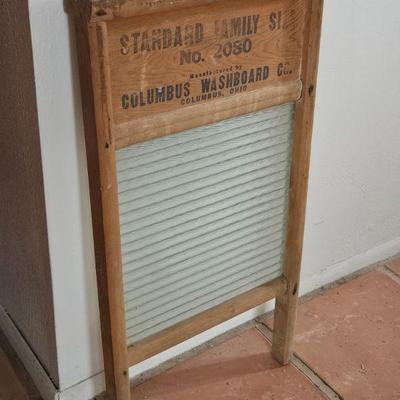 STANDARD FAMILY SIZE
No. 2080
Manufactured by
COLUMBUS WASHBOARD CO.
COLUMBUS, OHIO